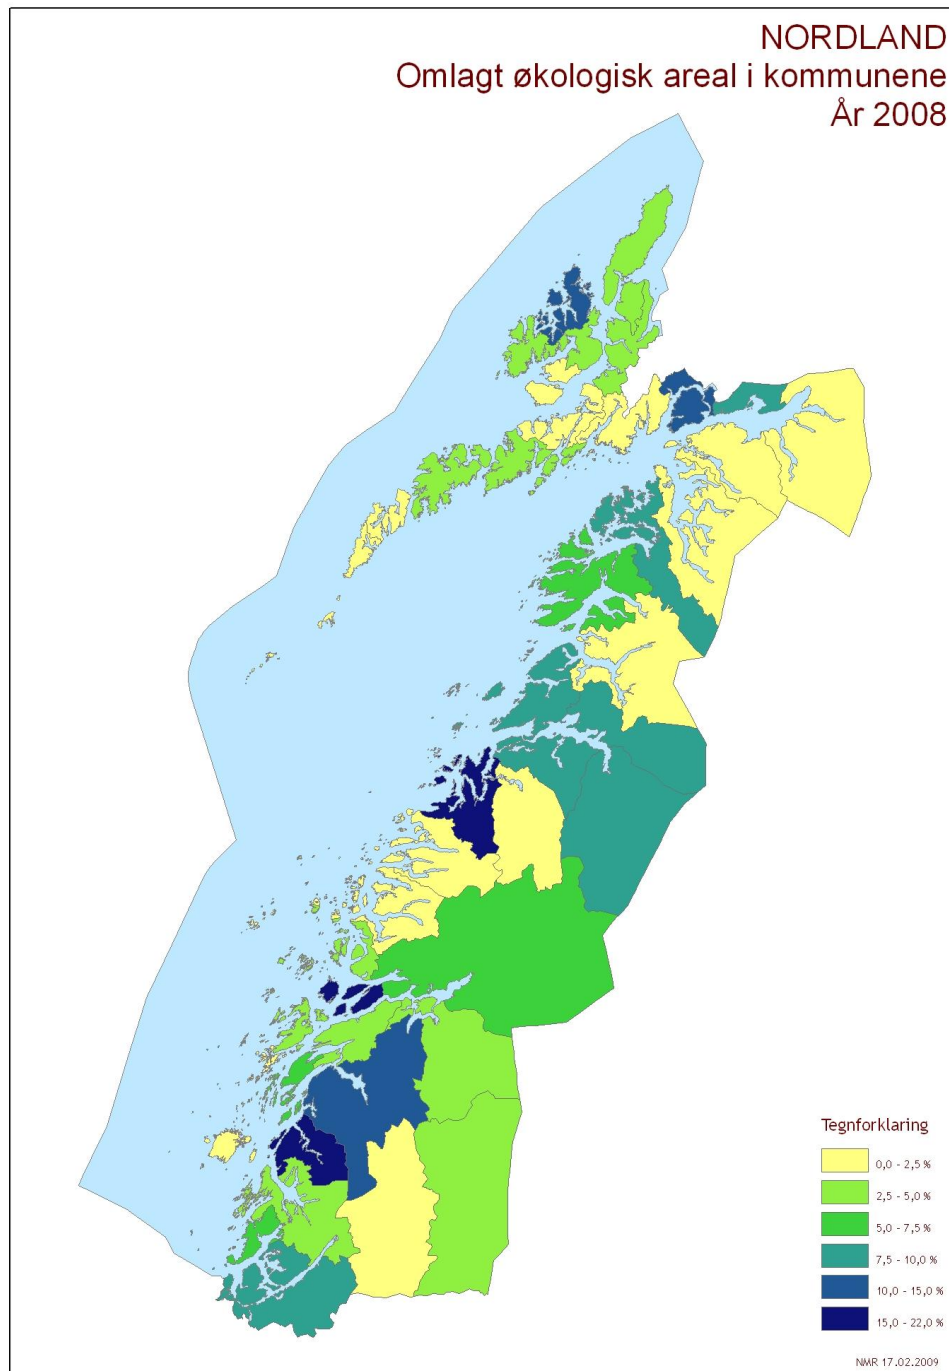 NORDLAND
Omlagt økologisk areal i kommunene
År 2008
Tegnforklaring
0,0 - 2,5 %
2,5 - 5,0 %
5,0 - 7,5 %
7,5 - 10,0 %
10,0 - 15,0 %
15,0 - 22,0 %
NMR 17.02.2009